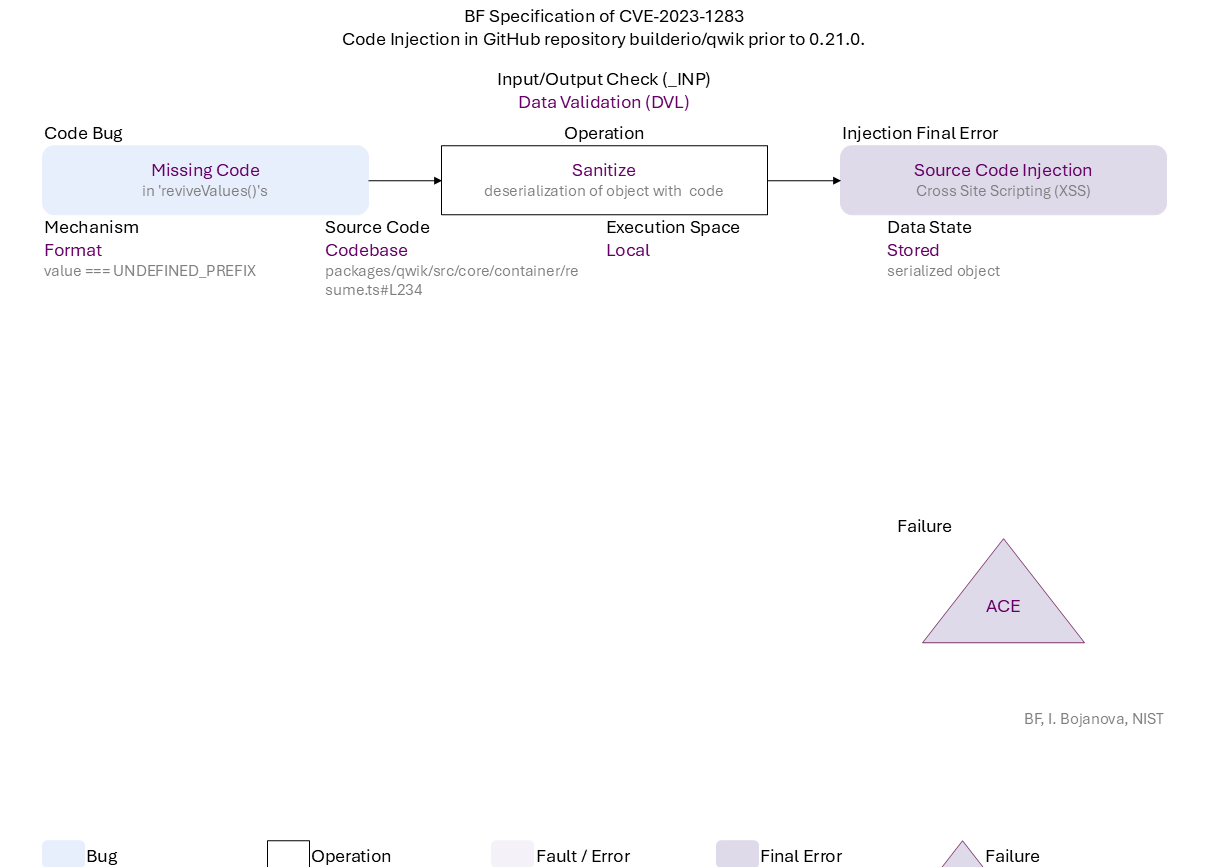 BF Specification of CVE-2023-1283
Code Injection in GitHub repository builderio/qwik prior to 0.21.0.
Input/Output Check (_INP)
Data Validation (DVL)
Code Bug
Operation
Injection Final Error
Missing Code
in 'reviveValues()'s
Sanitize
deserialization of object with  code
Source Code Injection
Cross Site Scripting (XSS)
Mechanism
Format
value === UNDEFINED_PREFIX
Source Code
Codebase
packages/qwik/src/core/container/re
sume.ts#L234
Execution Space
Local
Data State
Stored
serialized object
Failure
ACE
BF, I. Bojanova, NIST
Bug
Operation
Fault / Error
Final Error
Failure